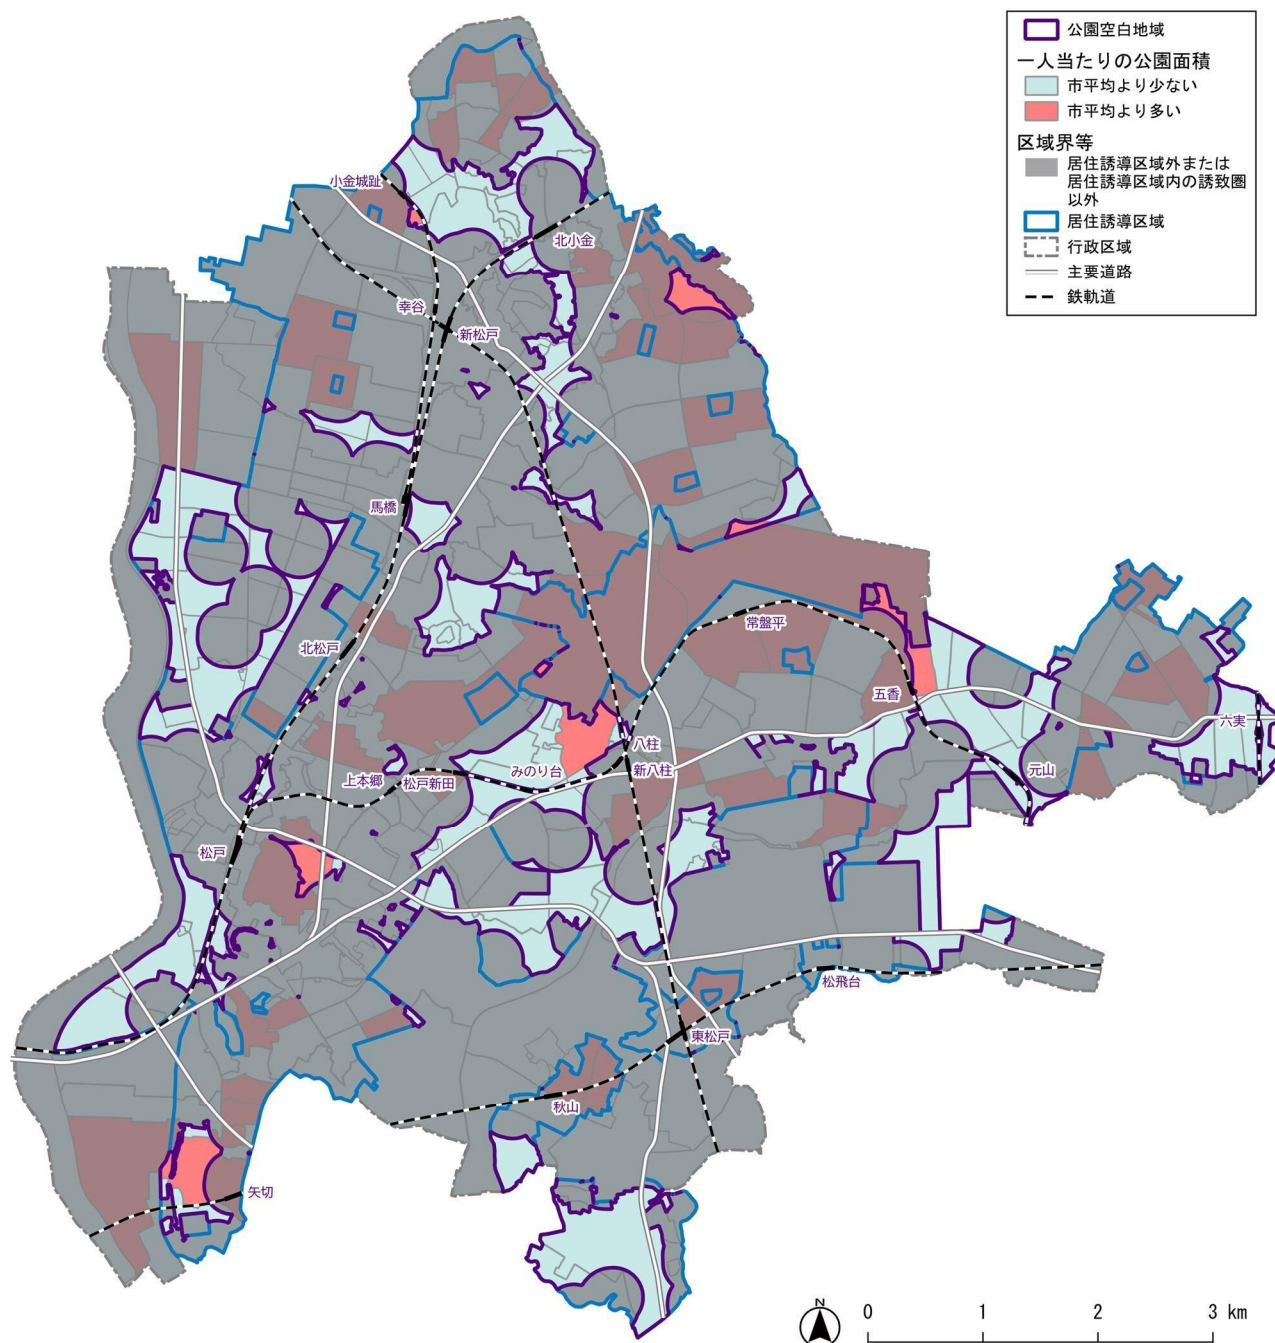 公園空白地域
一人当たりの公園面積
市平均より少ない
市平均より多い
区域界等
居住誘導区域外または
居住誘導区域内の誘致圏
以外
居住誘導区域
行政区域
主要道路
鉄軌道
小金城趾
北小金
幸谷
新松戸
馬橋
北松戸
常盤平
五香
六実
元山
八柱
みのり台
新八柱
上本郷
松戸新田
松戸
松飛台
東松戸
秋山
矢切
N
0 1 2 3 km